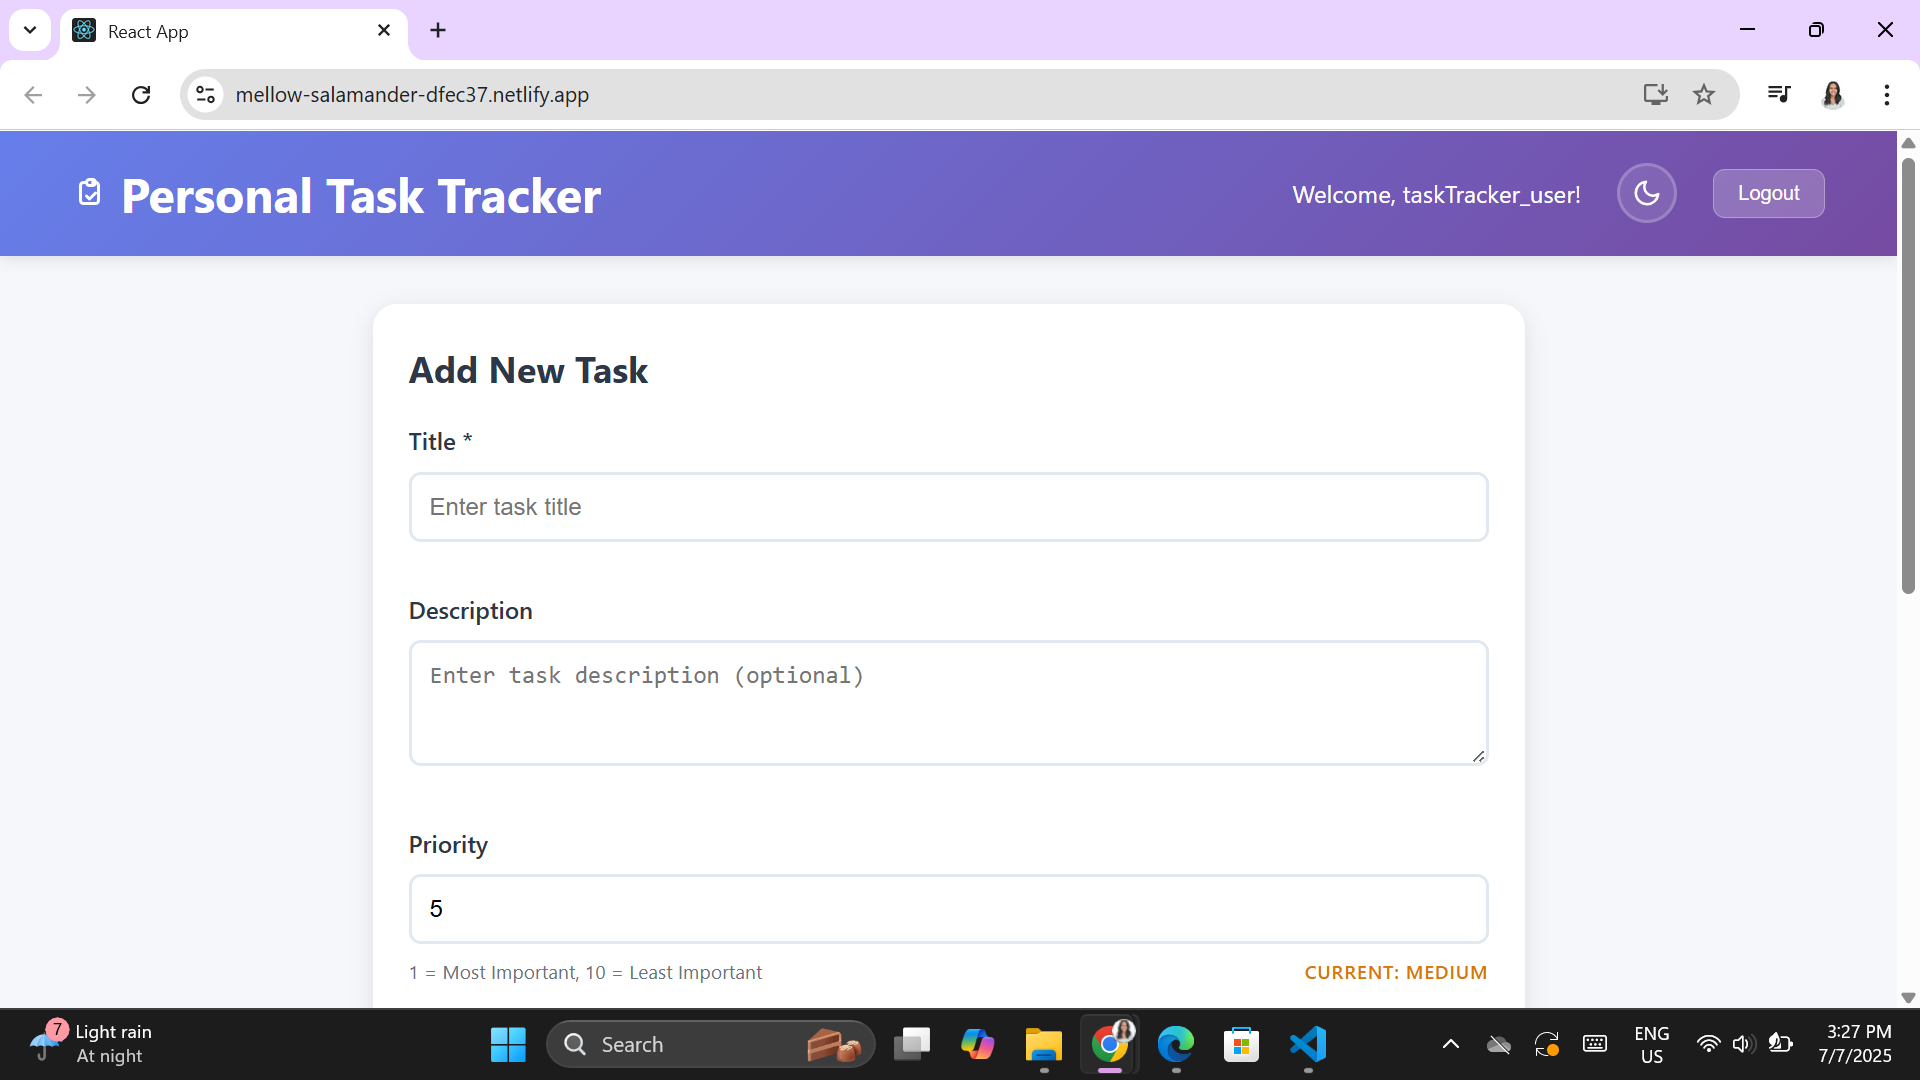 React App
mellow-salamander-dfec37.netlify.app
Personal Task Tracker
Welcome, taskTracker_user!
Logout
Add New Task
Title *
Enter task title
Description
Enter task description (optional)
Priority
5
1 = Most Important, 10 = Least Important
CURRENT: MEDIUM
7
Light rain
At night
Search
ENG
US
3:27 PM
7/7/2025